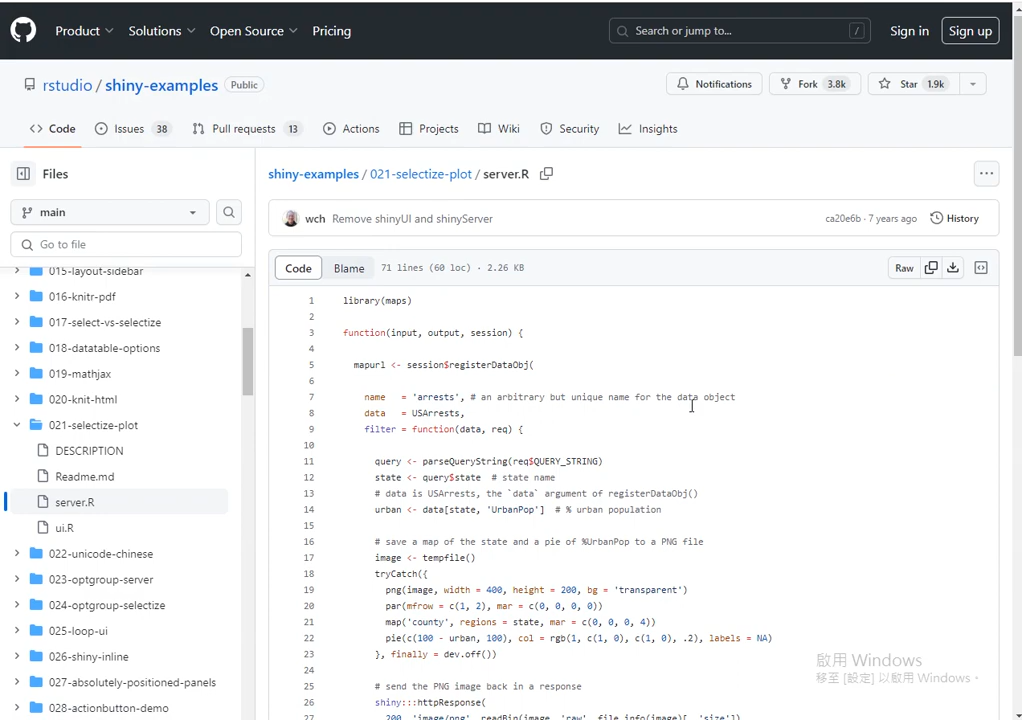 Product Solutions Open Source Pricing Search or jump to... / Sign in Sign up
rstudio / shiny-examples Public Notifications Fork 3.8k Star 1.9k
Code Issues 38 Pull requests 13 Actions Projects Wiki Security Insights
Files
main
Go to file
015-layout-sidebar
016-knitr-pdf
017-select-vs-selectize
018-datatable-options
019-mathjax
020-knit-html
021-selectize-plot
DESCRIPTION
Readme.md
server.R
ui.R
022-unicode-chinese
023-optgroup-server
024-optgroup-selectize
025-loop-ui
026-shiny-inline
027-absolutely-positioned-panels
028-actionbutton-demo
shiny-examples / 021-selectize-plot / server.R
wch Remove shinyUI and shinyServer ca20e6b · 7 years ago History
Code Blame 71 lines (60 loc) · 2.26 KB Raw
1 library(maps)
2
3 function(input, output, session) {
4
5 mapurl <- session$registerDataObj(
6
7 name = 'arrests', # an arbitrary but unique name for the data object
8 data = USArrests,
9 filter = function(data, req) {
10
11 query <- parseQueryString(req$QUERY_STRING)
12 state <- query$state # state name
13 # data is USArrests, the `data` argument of registerDataObj()
14 urban <- data[state, 'UrbanPop'] # % urban population
15
16 # save a map of the state and a pie of %UrbanPop to a PNG file
17 image <- tempfile()
18 tryCatch({
19 png(image, width = 400, height = 200, bg = 'transparent')
20 par(mfrow = c(1, 2), mar = c(0, 0, 0, 0))
21 map('county', regions = state, mar = c(0, 0, 0, 4))
22 pie(c(100 - urban, 100), col = rgb(1, c(1, 0), c(1, 0), .2), labels = NA)
23 }, finally = dev.off())
24
25 # send the PNG image back in a response
26 shiny:::httpResponse(
27 200, 'image/png', readBin(image, 'raw', file.info(image)[, 'size'])
啟用 Windows
移至 [設定] 以啟用 Windows。